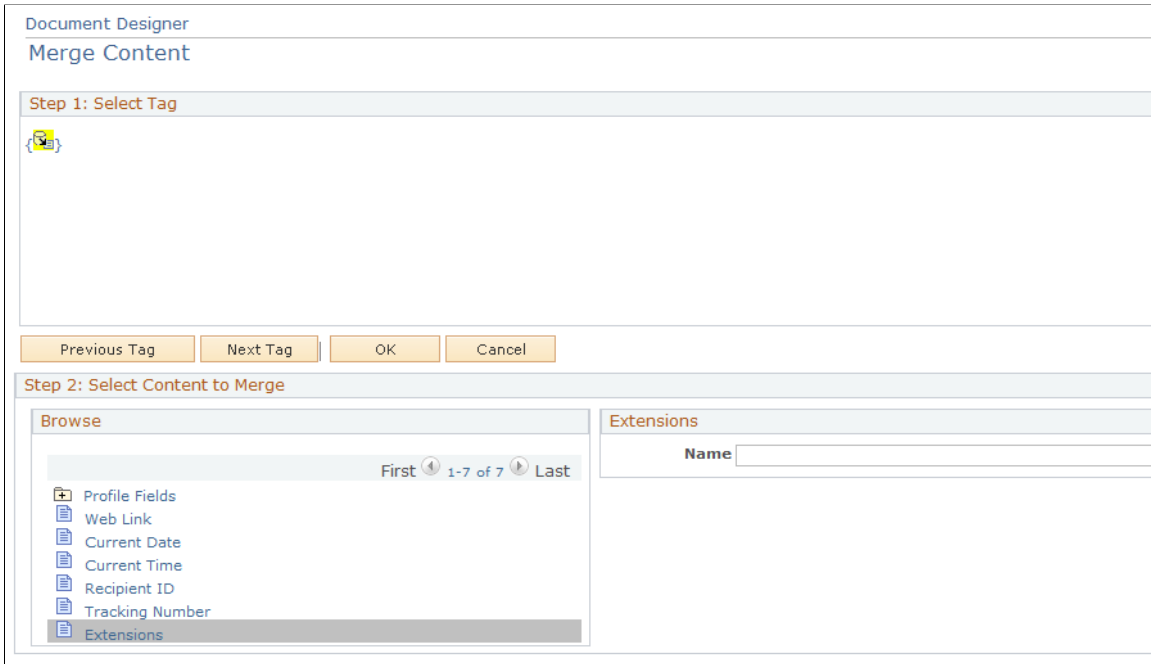 Document Designer
Merge Content
Step 1: Select Tag
{}
Previous Tag Next Tag | OK Cancel
Step 2: Select Content to Merge
Browse
First 1-7 of 7 Last
Profile Fields
Web Link
Current Date
Current Time
Recipient ID
Tracking Number
Extensions
Extensions
Name